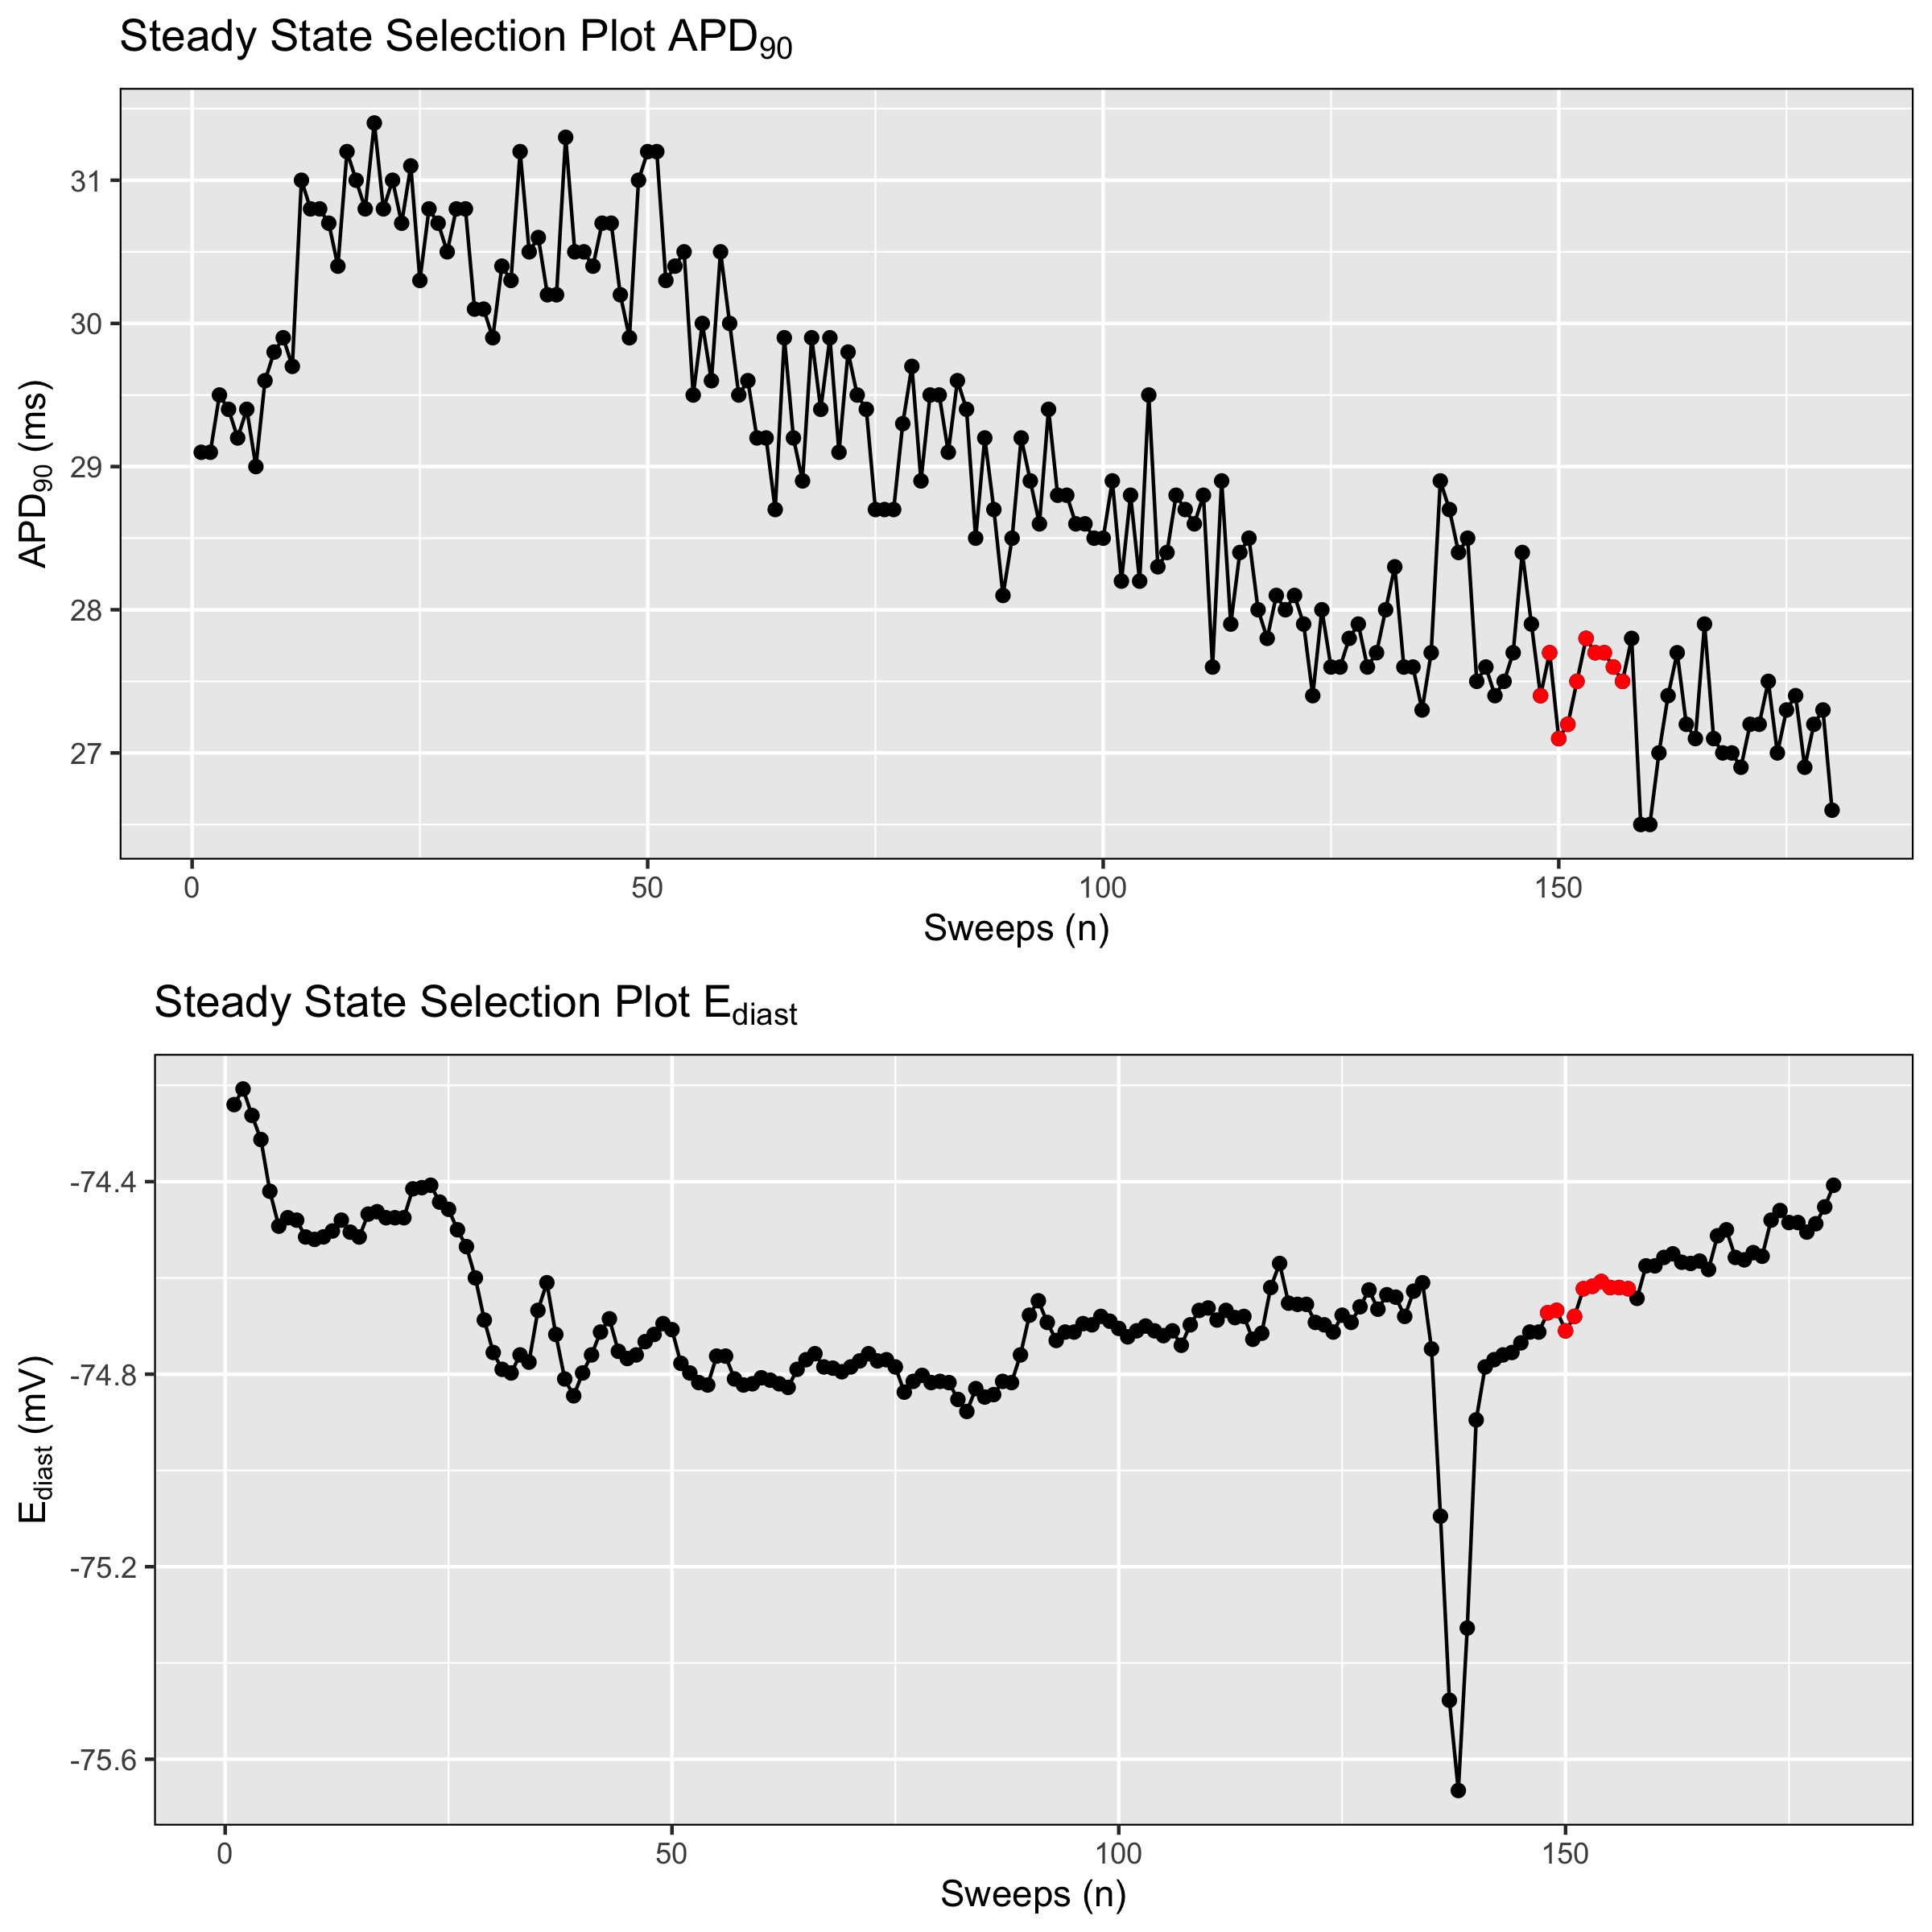 Steady State Selection Plot APD90
APD90 (ms)
31
30
29
28
27
0 50 100 150
Sweeps (n)
Steady State Selection Plot Ediast
Ediast (mV)
-74.4
-74.8
-75.2
-75.6
0 50 100 150
Sweeps (n)